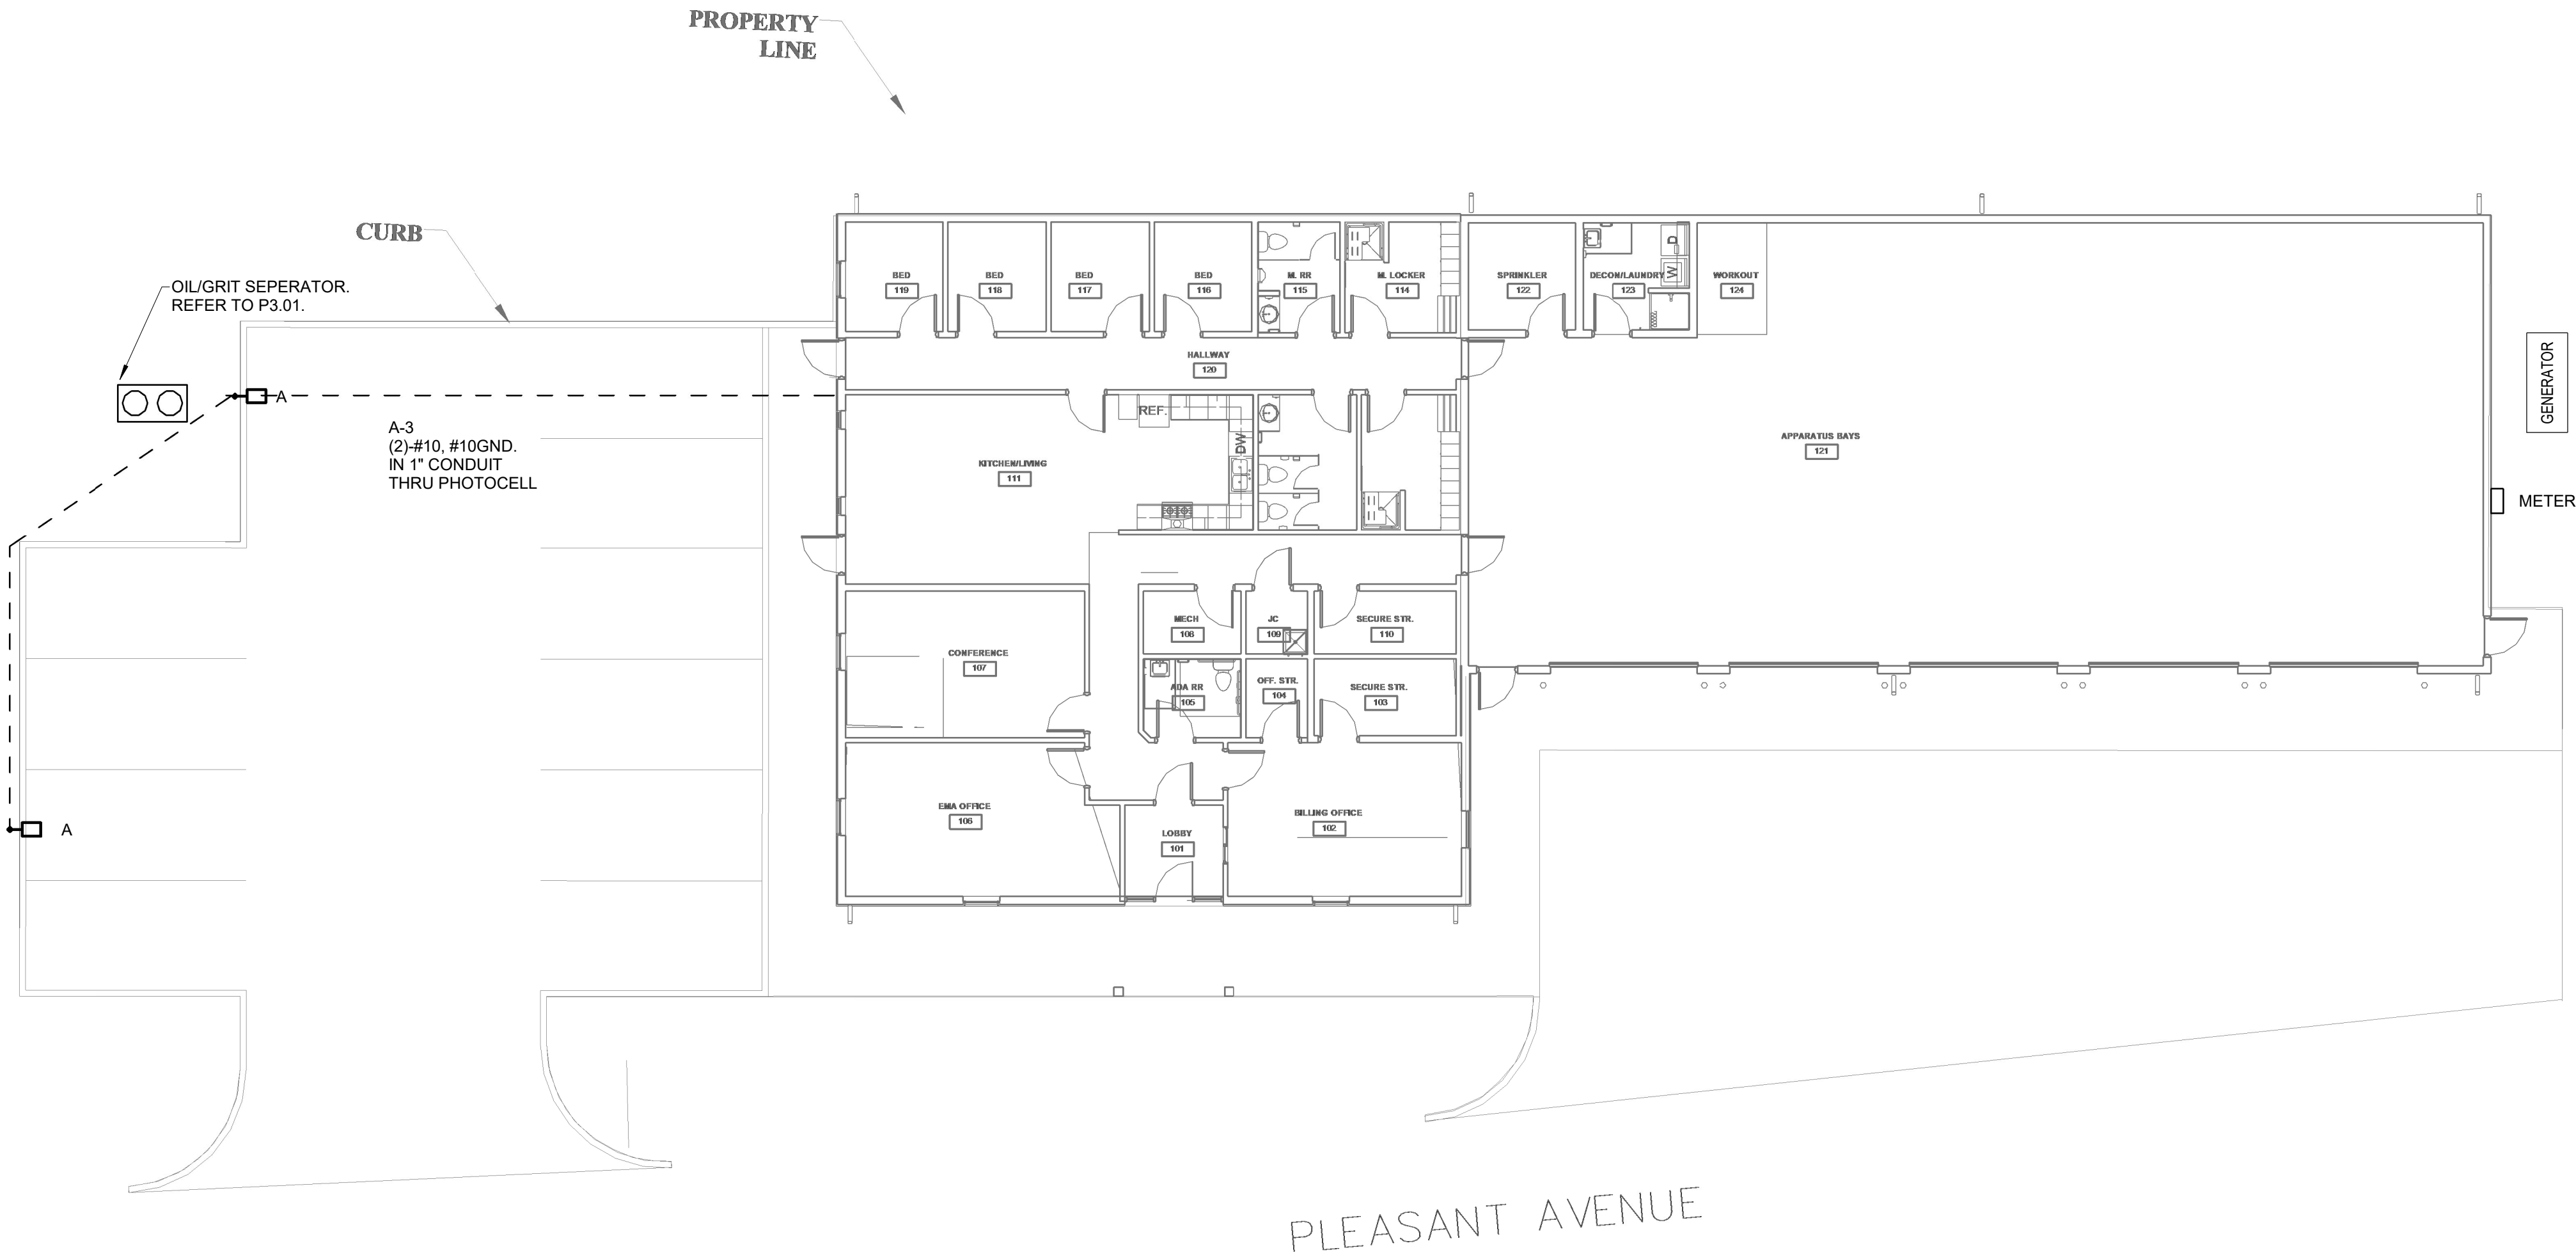 PROPERTY
LINE
CURB
OIL/GRIT SEPERATOR.
REFER TO P3.01.
A
A-3
(2)-#10, #10GND.
IN 1" CONDUIT
THRU PHOTOCELL
A
BED
119
BED
118
BED
117
BED
116
M. RR
115
M. LOCKER
114
SPRINKLER
122
DECON/LAUNDRY
123
D
W
WORKOUT
124
HALLWAY
120
REF.
DW
KITCHEN/LIVING
111
APPARATUS BAYS
121
GENERATOR
METER
MECH
108
JC
109
SECURE STR.
110
CONFERENCE
107
ADA RR
105
OFF. STR.
104
SECURE STR.
103
EMA OFFICE
106
LOBBY
101
BILLING OFFICE
102
PLEASANT AVENUE